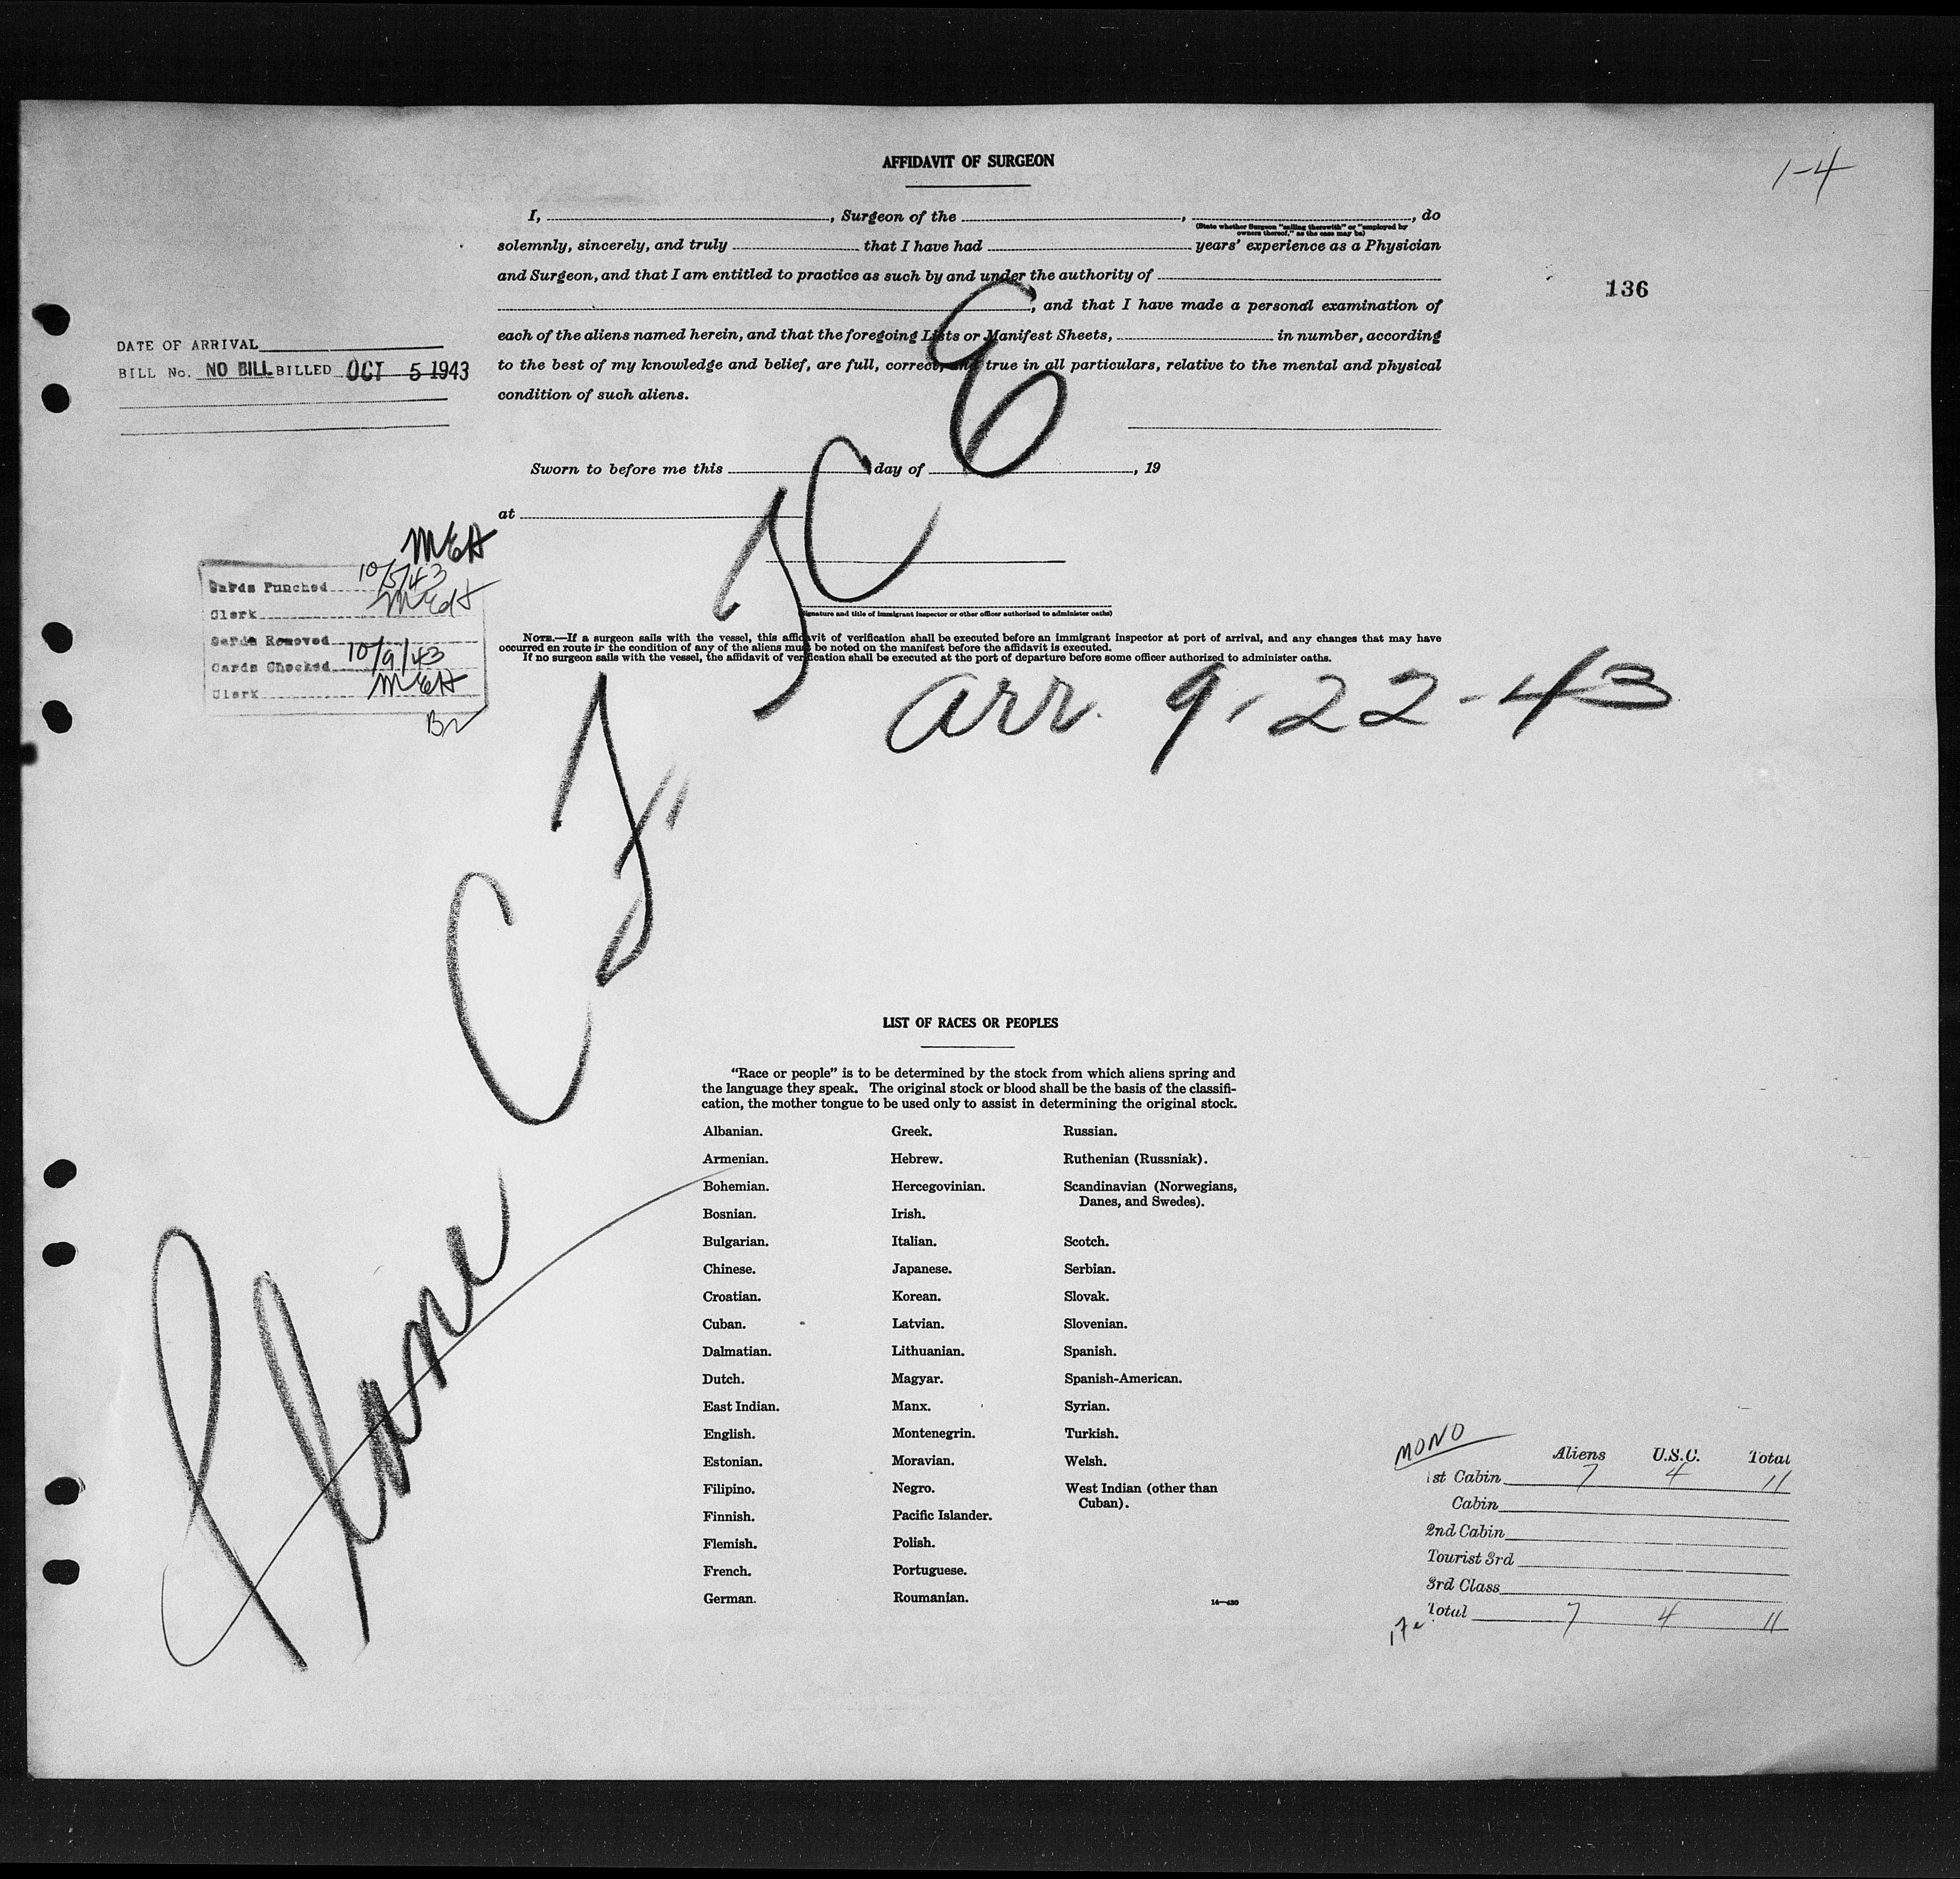 AFFIDAVIT OF SURGEON
1-4
I, , Surgeon of the , , do
(State whether Surgeon "sailing therewith" or "employed by
owners thereof," as the case may be)
solemnly, sincerely, and truly that I have had years' experience as a Physician
and Surgeon, and that I am entitled to practice as such by and under the authority of
136
, and that I have made a personal examination of
each of the aliens named herein, and that the foregoing Lists or Manifest Sheets, in number, according
to the best of my knowledge and belief, are full, correct, and true in all particulars, relative to the mental and physical
condition of such aliens.
DATE OF ARRIVAL
BILL No. NO BILL BILLED OCT 5 1943
Sworn to before me this day of , 19
at
(Signature and title of immigrant inspector or other officer authorized to administer oaths)
MEH
Cards Punched 10/5/43
Clerk MEH
Cards Removed
Cards Checked 10/9/43
Clerk MEH
NOTE.—If a surgeon sails with the vessel, this affidavit of verification shall be executed before an immigrant inspector at port of arrival, and any changes that may have
occurred en route in the condition of any of the aliens must be noted on the manifest before the affidavit is executed.
If no surgeon sails with the vessel, the affidavit of verification shall be executed at the port of departure before some officer authorized to administer oaths.
arr. 9-22-43
Plane
LIST OF RACES OR PEOPLES
"Race or people" is to be determined by the stock from which aliens spring and
the language they speak. The original stock or blood shall be the basis of the classifi-
cation, the mother tongue to be used only to assist in determining the original stock.
Albanian.
Armenian.
Bohemian.
Bosnian.
Bulgarian.
Chinese.
Croatian.
Cuban.
Dalmatian.
Dutch.
East Indian.
English.
Estonian.
Filipino.
Finnish.
Flemish.
French.
German.
Greek.
Hebrew.
Hercegovinian.
Irish.
Italian.
Japanese.
Korean.
Latvian.
Lithuanian.
Magyar.
Manx.
Montenegrin.
Moravian.
Negro.
Pacific Islander.
Polish.
Portuguese.
Roumanian.
Russian.
Ruthenian (Russniak).
Scandinavian (Norwegians,
Danes, and Swedes).
Scotch.
Serbian.
Slovak.
Slovenian.
Spanish.
Spanish-American.
Syrian.
Turkish.
Welsh.
West Indian (other than
Cuban).
14—430
MONO
Aliens U.S.C. Total
1st Cabin 7 4 11
Cabin
2nd Cabin
Tourist 3rd
3rd Class
Total 7 4 11